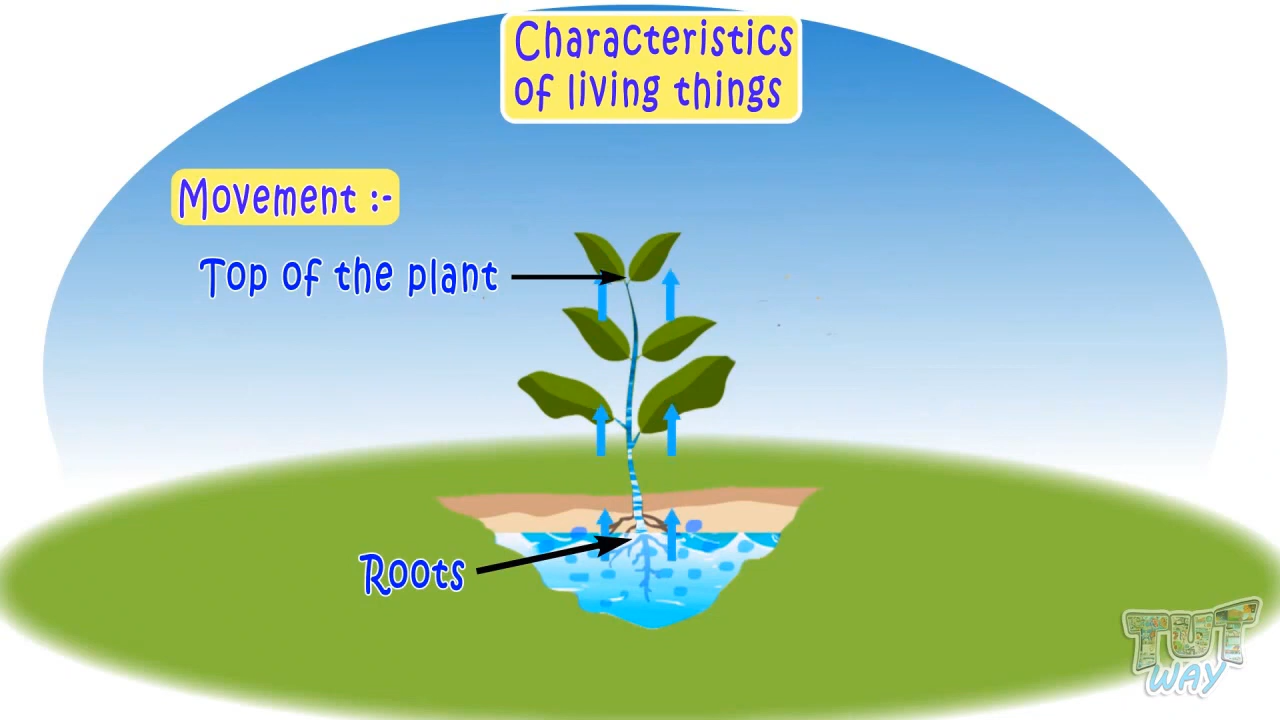 Characteristics
of living things
Movement :-
Top of the plant
Roots
TUT
WAY